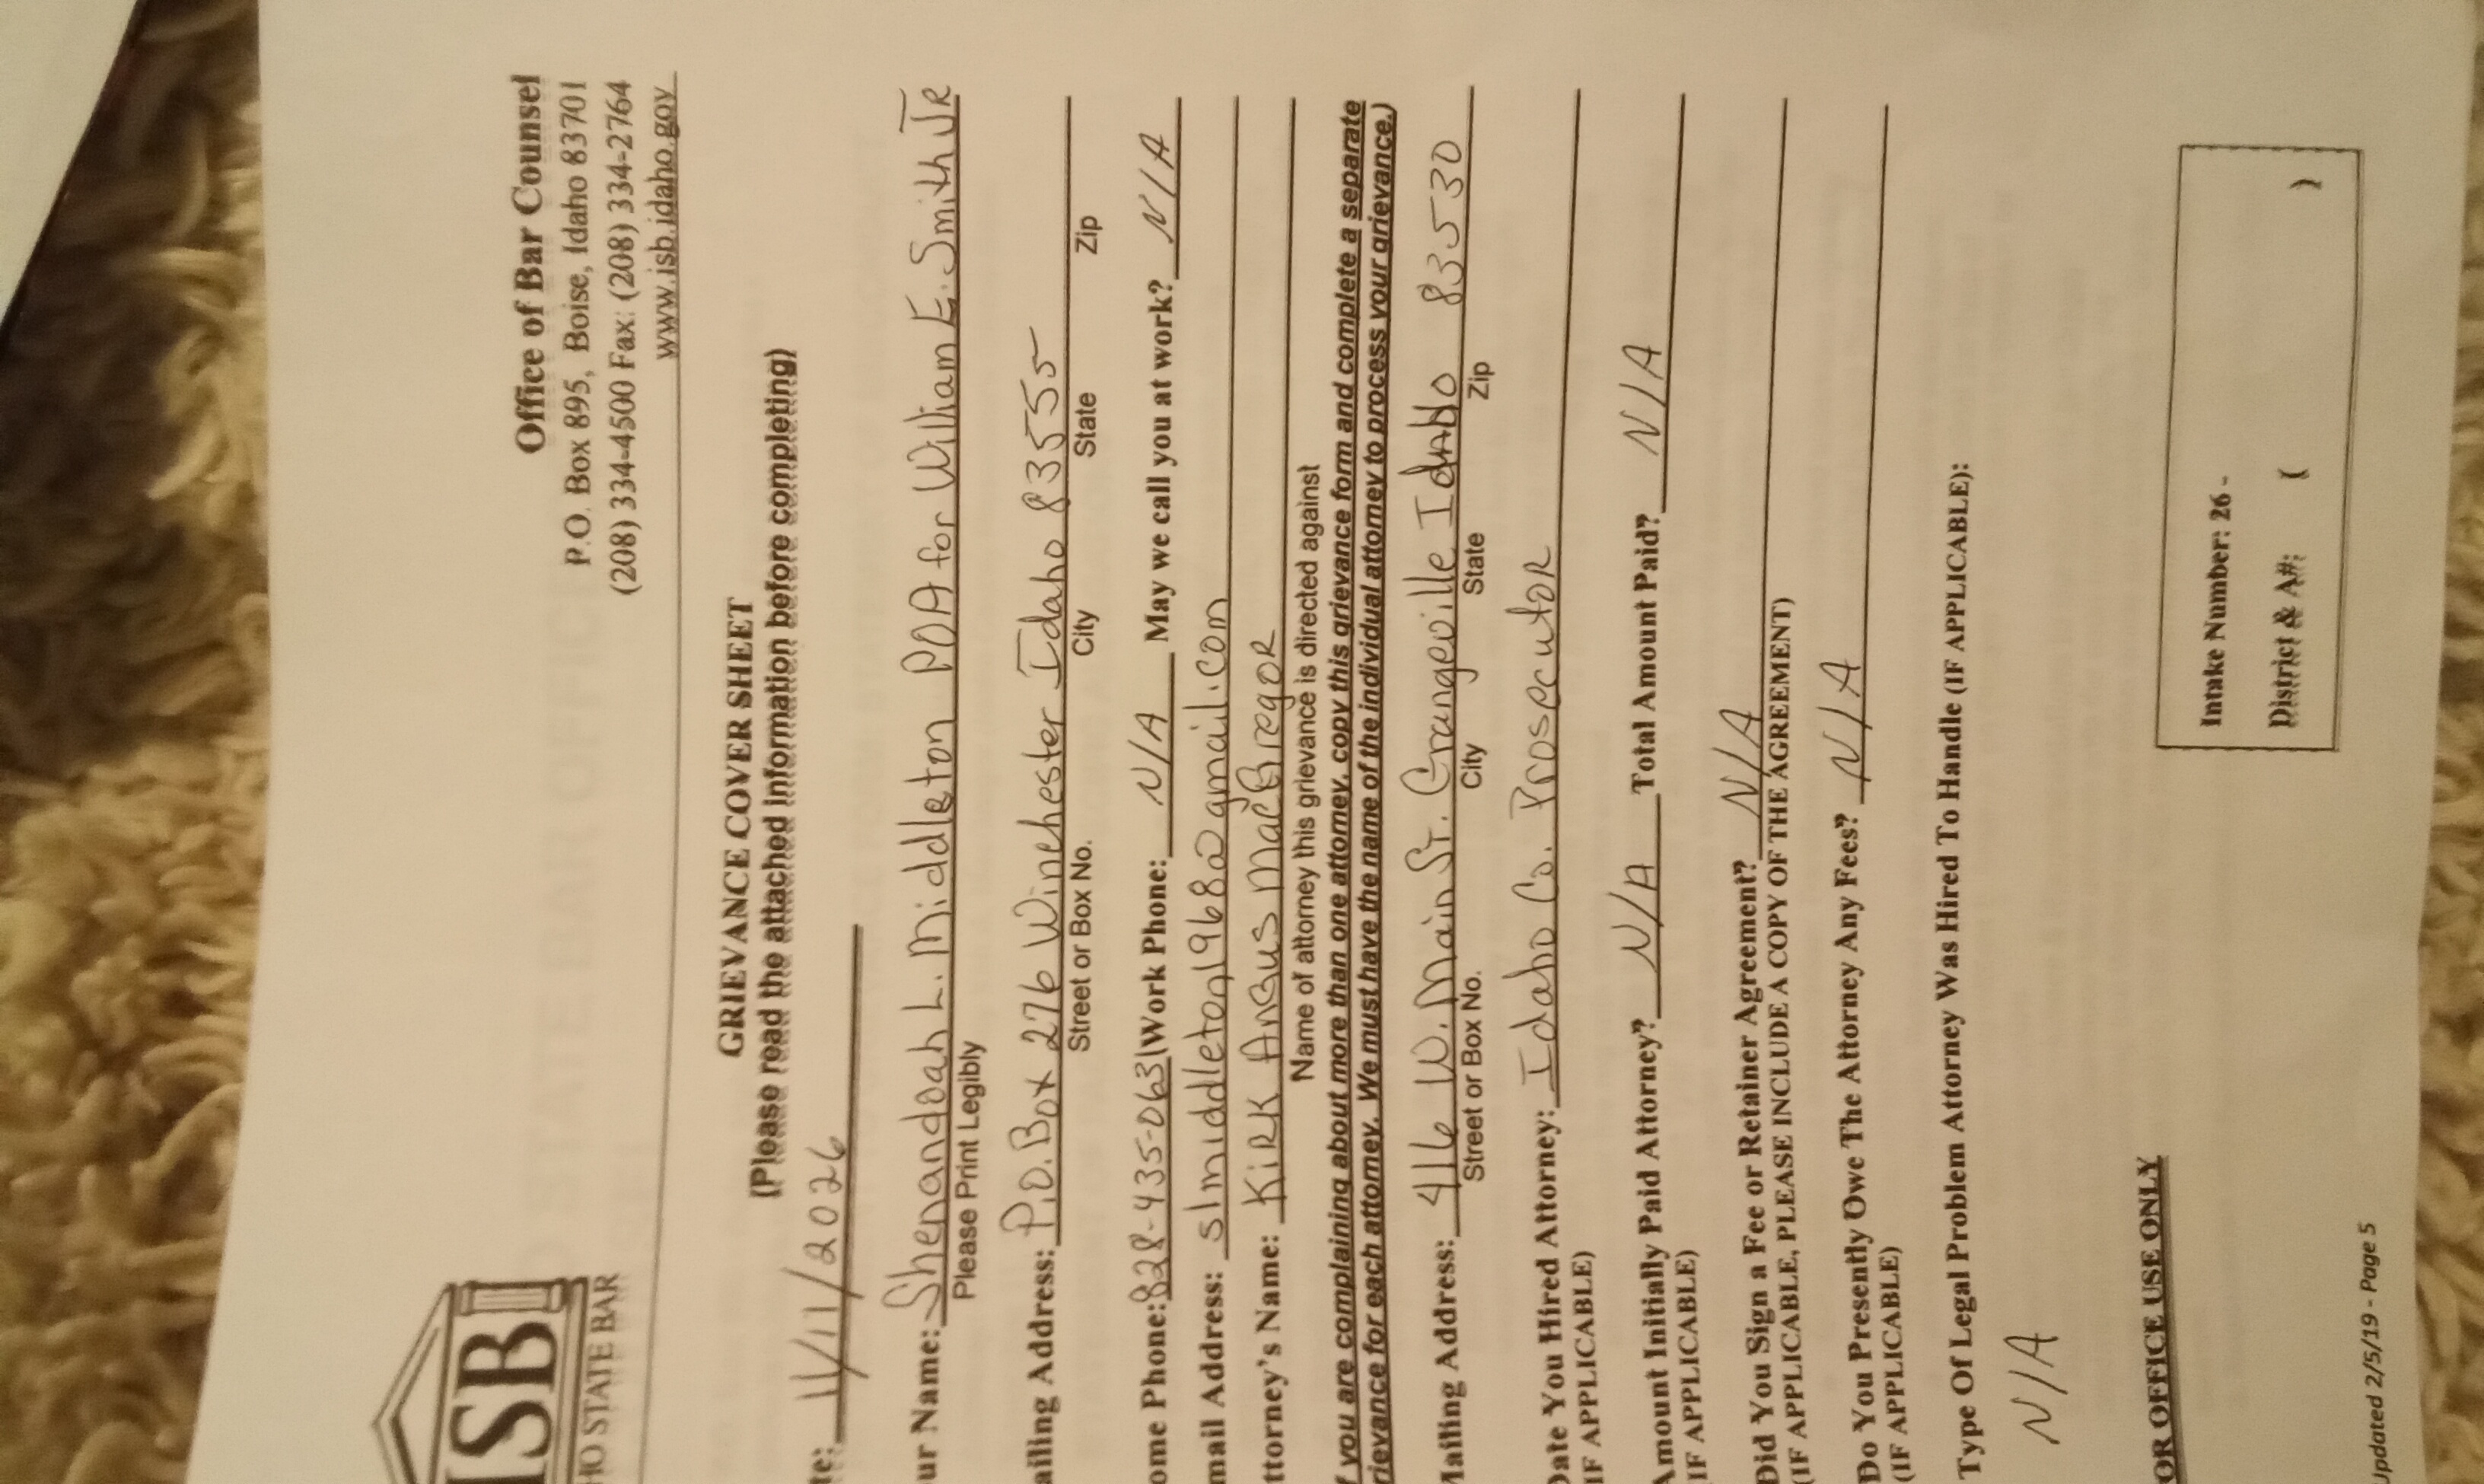 ISB
HO STATE BAR
Office of Bar Counsel
P.O. Box 895, Boise, Idaho 83701
(208) 334-4500 Fax: (208) 334-2764
www.isb.idaho.gov
GRIEVANCE COVER SHEET
(Please read the attached information before completing)
te: 11/11/2026
ur Name: Shenandoah L. Middleton POA for William E. Smith JR
Please Print Legibly
ailing Address: P.O. Box 276 Winchester Idaho 83555
Street or Box No. City State Zip
ome Phone: 828-435-0631 Work Phone: N/A May we call you at work? N/A
mail Address: slmiddleton1968@gmail.com
ttorney's Name: KIRK ANGUS MacGregoR
Name of attorney this grievance is directed against
f you are complaining about more than one attorney, copy this grievance form and complete a separate
rievance for each attorney. We must have the name of the individual attorney to process your grievance.)
Mailing Address: 416 W. Main St. Grangeville Idaho 83530
Street or Box No. City State Zip
Date You Hired Attorney: Idaho Co. ProsecutoR
(IF APPLICABLE)
Amount Initially Paid Attorney? N/A Total Amount Paid? N/A
(IF APPLICABLE)
Did You Sign a Fee or Retainer Agreement? N/A
(IF APPLICABLE, PLEASE INCLUDE A COPY OF THE AGREEMENT)
Do You Presently Owe The Attorney Any Fees? N/A
(IF APPLICABLE)
Type Of Legal Problem Attorney Was Hired To Handle (IF APPLICABLE):
N/A
OR OFFICE USE ONLY
Intake Number: 26 -
District & A#: ( )
Updated 2/5/19 - Page 5